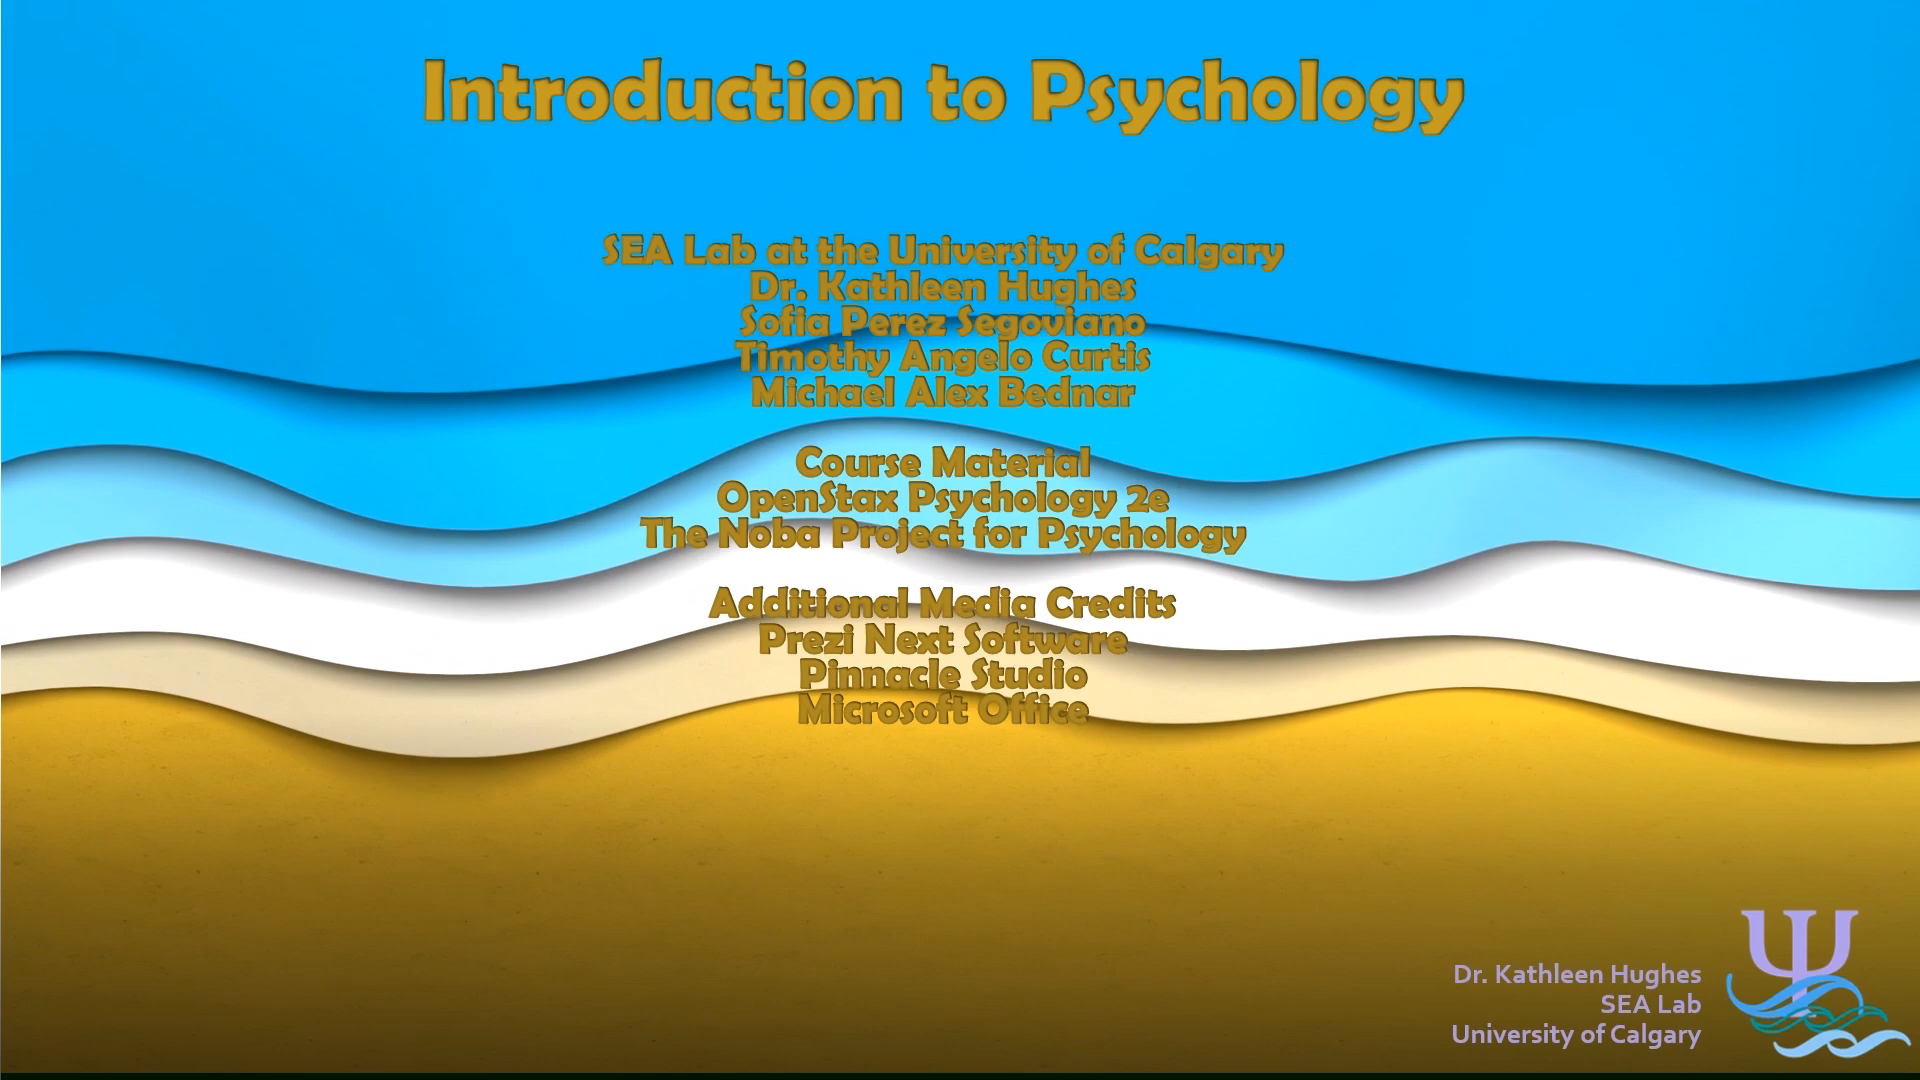 Introduction to Psychology
SEA Lab at the University of Calgary
Dr. Kathleen Hughes
Sofia Perez Segoviano
Timothy Angelo Curtis
Michael Alex Bednar
Course Material
OpenStax Psychology 2e
The Noba Project for Psychology
Additional Media Credits
Prezi Next Software
Pinnacle Studio
Microsoft Office
Dr. Kathleen Hughes
SEA Lab
University of Calgary